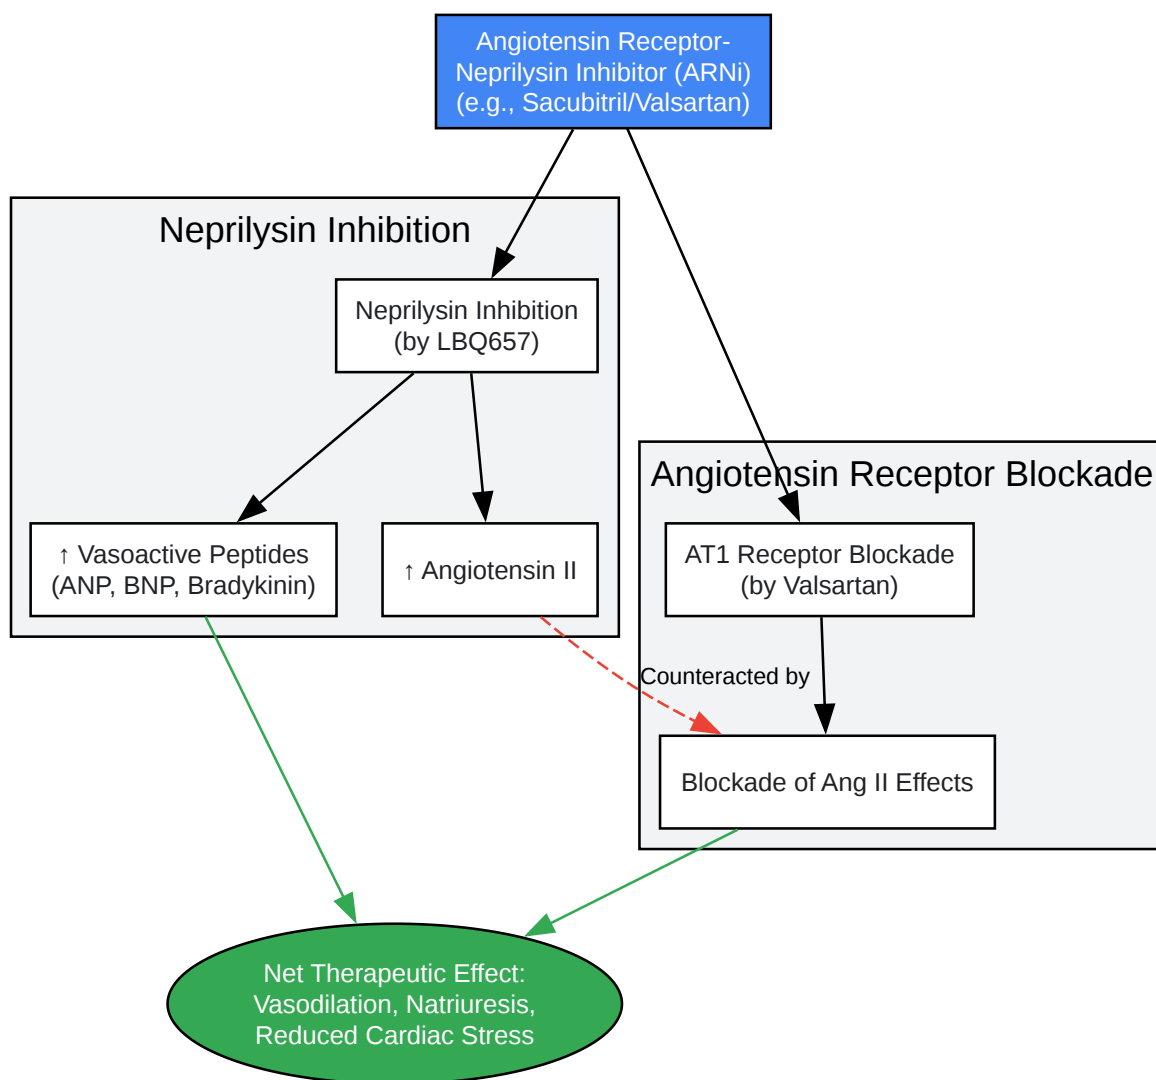 Angiotensin Receptor-
Neprilysin Inhibitor (ARNi)
(e.g., Sacubitril/Valsartan)
Neprilysin Inhibition
Neprilysin Inhibition
(by LBQ657)
↑ Vasoactive Peptides
(ANP, BNP, Bradykinin)
↑ Angiotensin II
Angiotensin Receptor Blockade
AT1 Receptor Blockade
(by Valsartan)
Counteracted by
Blockade of Ang II Effects
Net Therapeutic Effect:
Vasodilation, Natriuresis,
Reduced Cardiac Stress